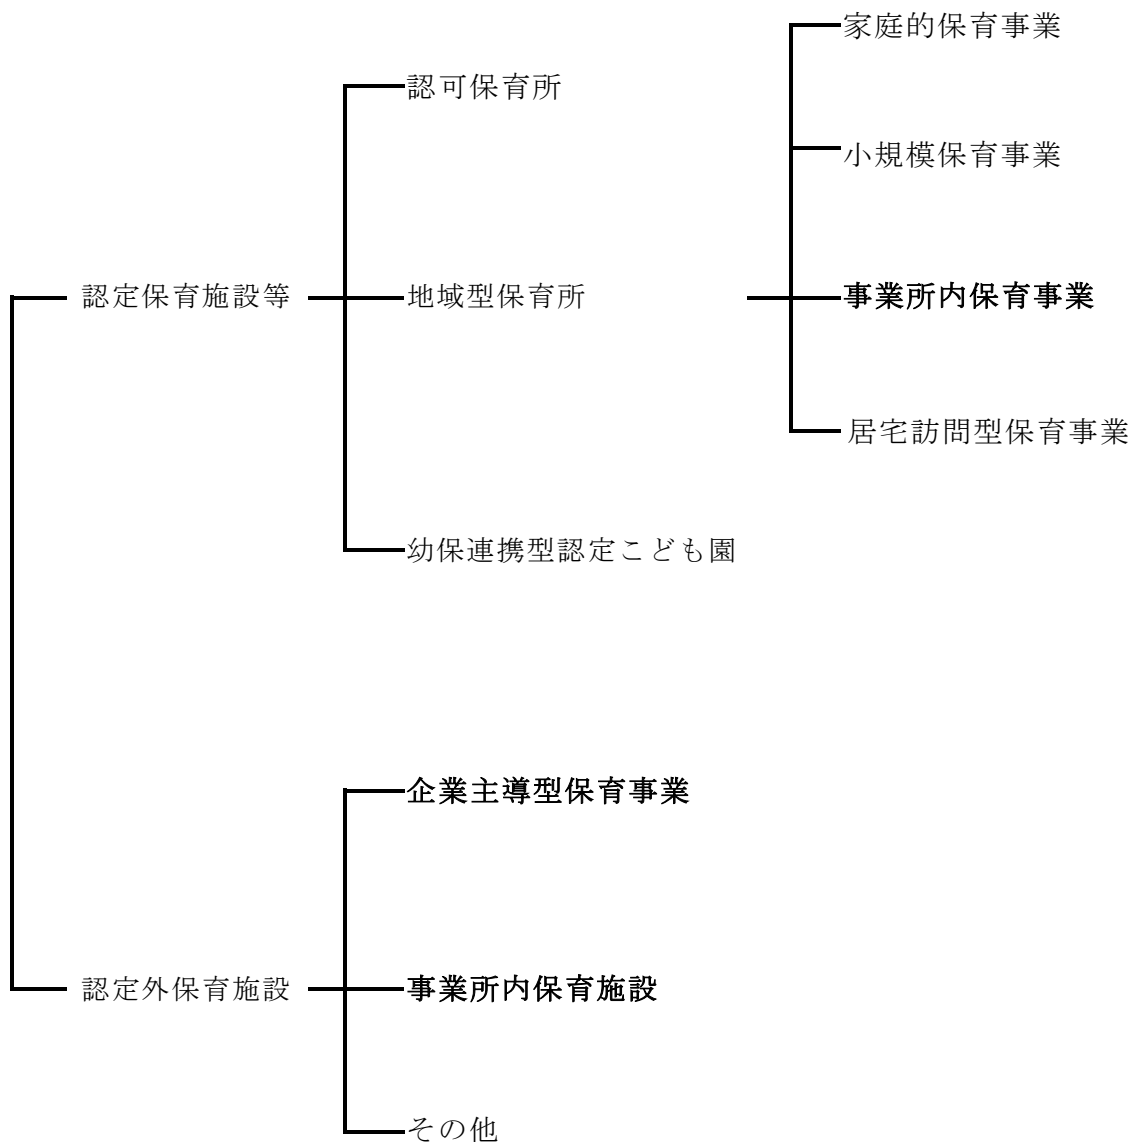 家庭的保育事業
認可保育所
小規模保育事業
認定保育施設等
地域型保育所
事業所内保育事業
居宅訪問型保育事業
幼保連携型認定こども園
企業主導型保育事業
認定外保育施設
事業所内保育施設
その他